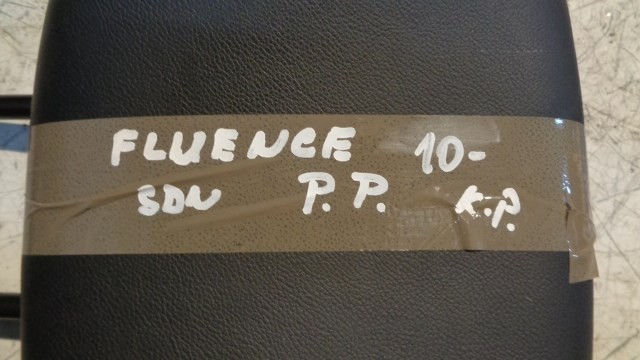 FLUENCE 10-
SDN P.P. K.P.